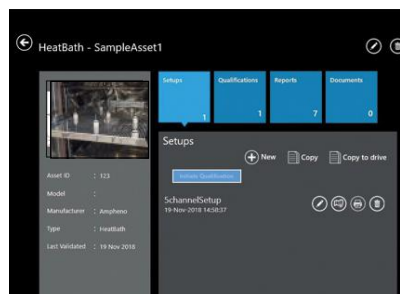 HeatBath - SampleAsset1
Setups
1
Qualifications
1
Reports
7
Documents
0
Setups
New
Copy
Copy to drive
Initiate Qualification
5channelSetup
19-Nov-2018 14:58:37
Asset ID : 123
Model :
Manufacturer : Ampheno
Type : HeatBath
Last Validated : 19 Nov 2018